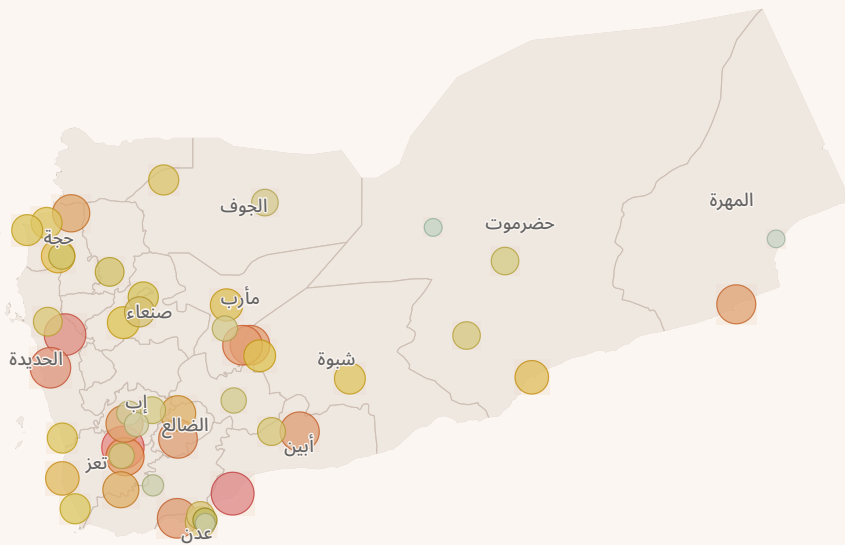 المهرة
الجوف
حضرموت
حجة
مأرب
صنعاء
شبوة
الحديدة
إب
الضالع
أبين
تعز
عدن